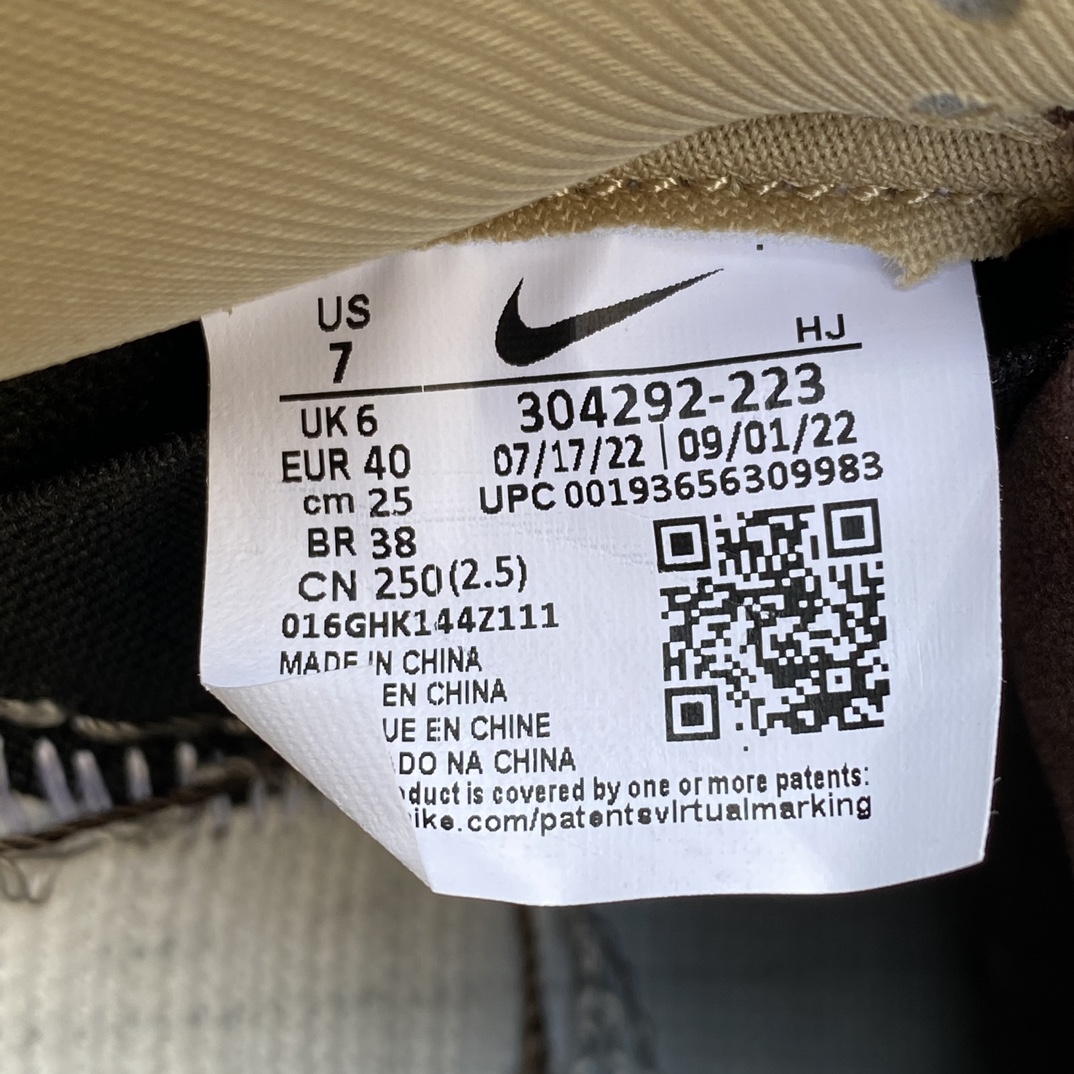 US
7
HJ
304292-223
UK 6
07/17/22 | 09/01/22
EUR 40
UPC 00193656309983
cm 25
BR 38
CN 250(2.5)
016GHK144Z111
MADE IN CHINA
EN CHINA
UE EN CHINE
DO NA CHINA
duct is covered by one or more patents:
ike.com/patentsvirtualmarking